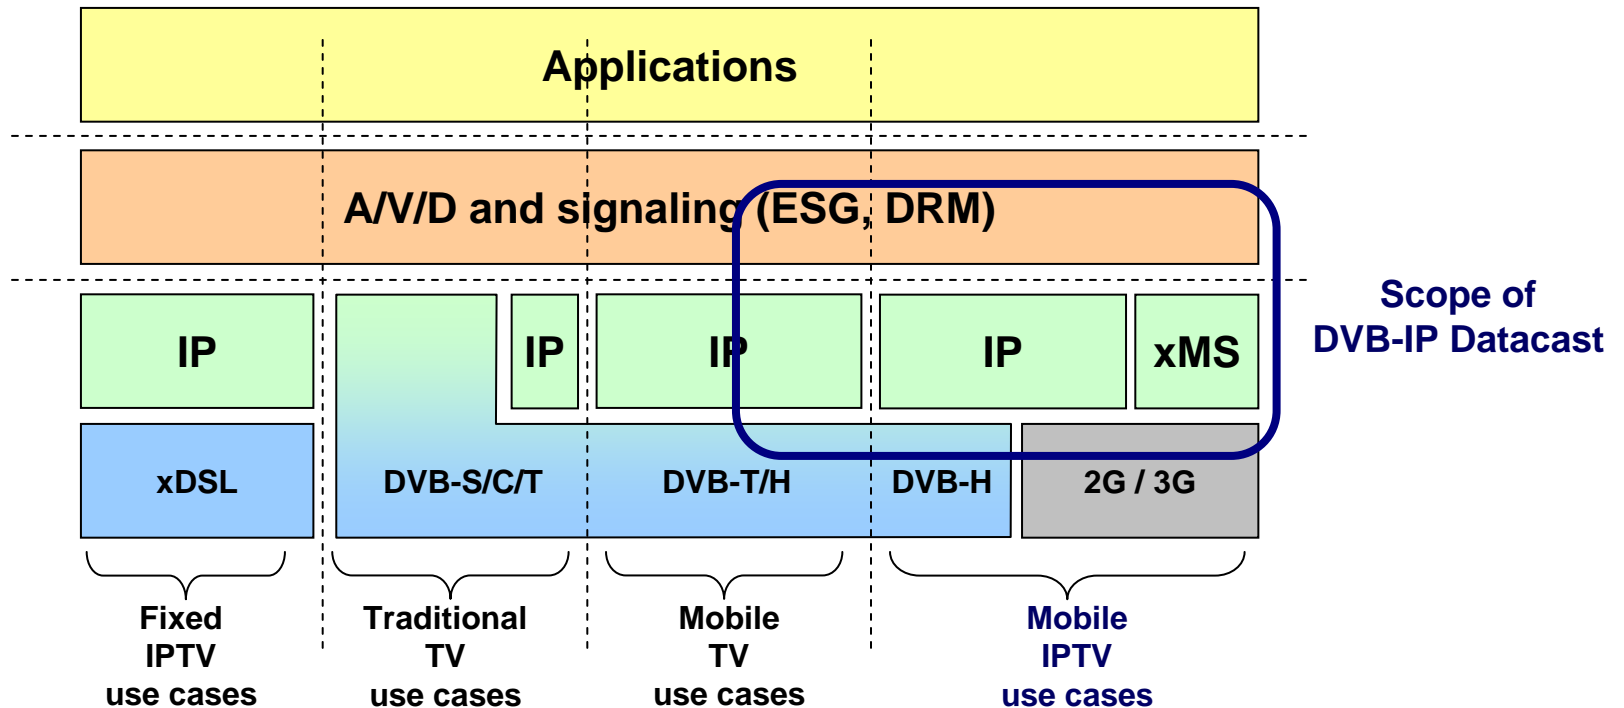 Applications
A/V/D and signaling (ESG, DRM)
Scope of
DVB-IP Datacast
IP
IP
IP
IP
xMS
xDSL
DVB-S/C/T
DVB-T/H
DVB-H
2G / 3G
Fixed
IPTV
use cases
Traditional
TV
use cases
Mobile
TV
use cases
Mobile
IPTV
use cases